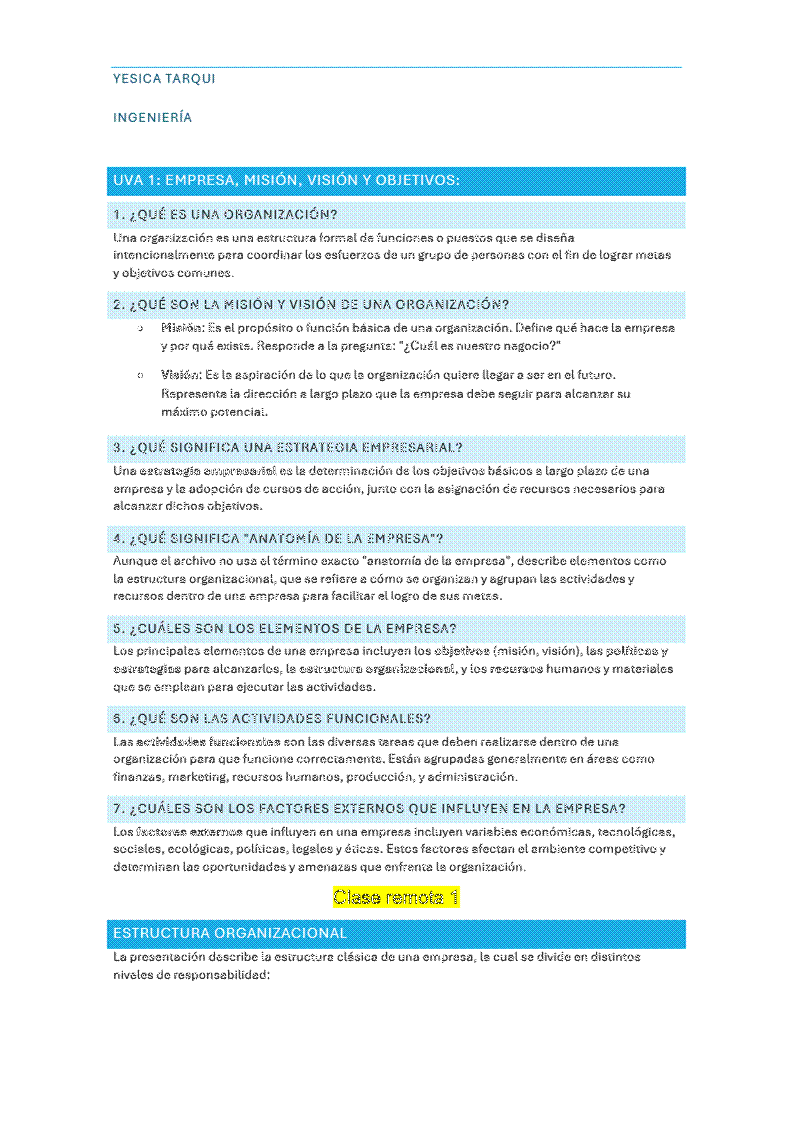 YESICA TARQUI
INGENIERÍA
UVA 1: EMPRESA, MISIÓN, VISIÓN Y OBJETIVOS:
1. ¿QUÉ ES UNA ORGANIZACIÓN?
Una organización es una estructura formal de funciones o puestos que se diseña
intencionalmente para coordinar los esfuerzos de un grupo de personas con el fin de lograr metas
y objetivos comunes.
2. ¿QUÉ SON LA MISIÓN Y VISIÓN DE UNA ORGANIZACIÓN?
○ Misión: Es el propósito o función básica de una organización. Define qué hace la empresa
y por qué existe. Responde a la pregunta: "¿Cuál es nuestro negocio?"
○ Visión: Es la aspiración de lo que la organización quiere llegar a ser en el futuro.
Representa la dirección a largo plazo que la empresa debe seguir para alcanzar su
máximo potencial.
3. ¿QUÉ SIGNIFICA UNA ESTRATEGIA EMPRESARIAL?
Una estrategia empresarial es la determinación de los objetivos básicos a largo plazo de una
empresa y la adopción de cursos de acción, junto con la asignación de recursos necesarios para
alcanzar dichos objetivos.
4. ¿QUÉ SIGNIFICA "ANATOMÍA DE LA EMPRESA"?
Aunque el archivo no usa el término exacto "anatomía de la empresa", describe elementos como
la estructura organizacional, que se refiere a cómo se organizan y agrupan las actividades y
recursos dentro de una empresa para facilitar el logro de sus metas.
5. ¿CUÁLES SON LOS ELEMENTOS DE LA EMPRESA?
Los principales elementos de una empresa incluyen los objetivos (misión, visión), las políticas y
estrategias para alcanzarlos, la estructura organizacional, y los recursos humanos y materiales
que se emplean para ejecutar las actividades.
6. ¿QUÉ SON LAS ACTIVIDADES FUNCIONALES?
Las actividades funcionales son las diversas tareas que deben realizarse dentro de una
organización para que funcione correctamente. Están agrupadas generalmente en áreas como
finanzas, marketing, recursos humanos, producción, y administración.
7. ¿CUÁLES SON LOS FACTORES EXTERNOS QUE INFLUYEN EN LA EMPRESA?
Los factores externos que influyen en una empresa incluyen variables económicas, tecnológicas,
sociales, ecológicas, políticas, legales y éticas. Estos factores afectan el ambiente competitivo y
determinan las oportunidades y amenazas que enfrenta la organización.
Clase remota 1
ESTRUCTURA ORGANIZACIONAL
La presentación describe la estructura clásica de una empresa, la cual se divide en distintos
niveles de responsabilidad: